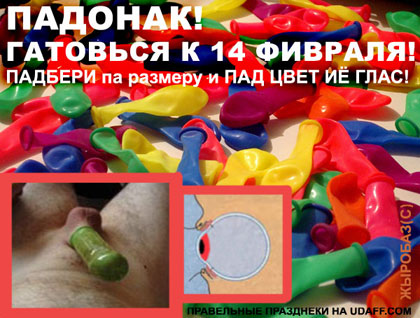 ПАДОНАК!
ГАТОВЬСЯ К 14 ФИВРАЛЯ!
ПАДБЕРИ па размеру и ПАД ЦВЕТ ИЁ ГЛАС!
ЖЫРОБАЗ(С)
ПРАВЕЛЬНЫЕ ПРАЗДНЕКИ НА UDAFF.COM